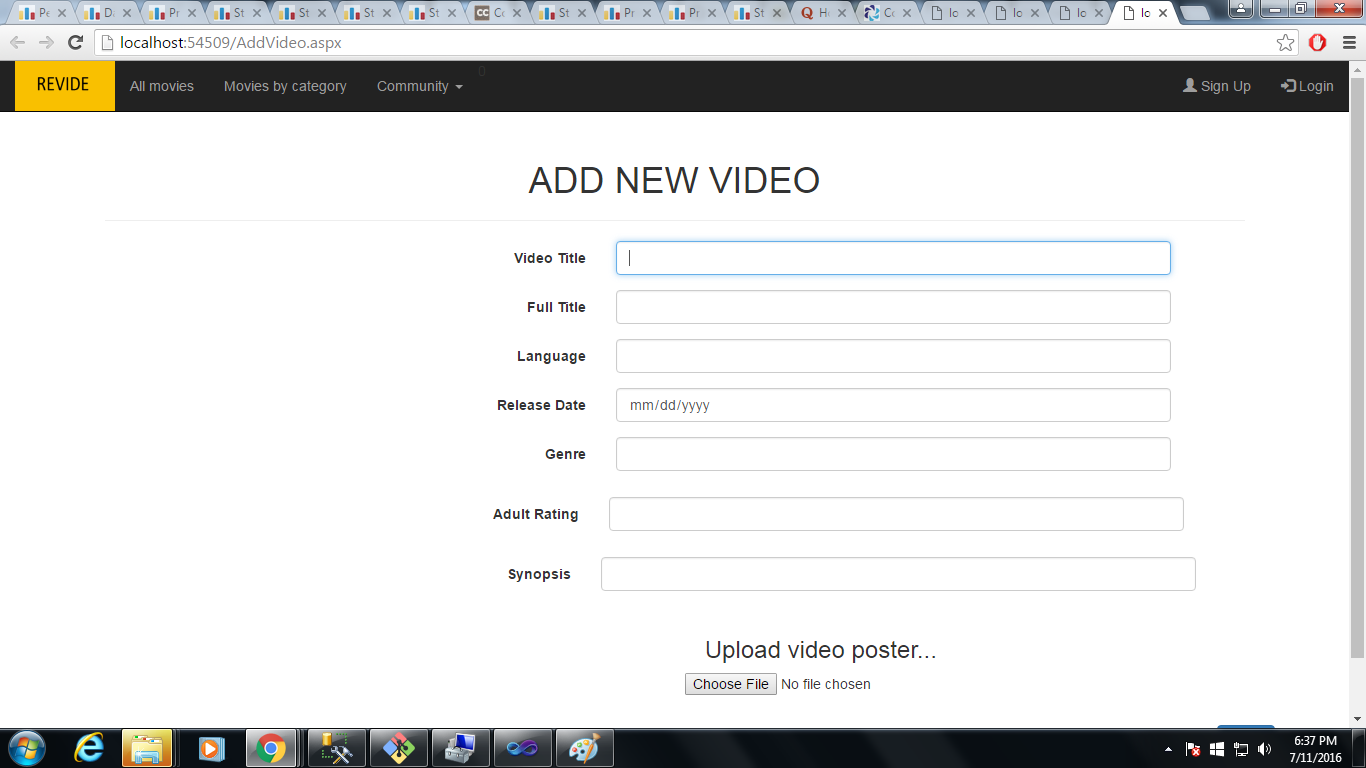 Pe Di Pr St St St St Co St Pr Pr St Ho Co lo lo lo lo
localhost:54509/AddVideo.aspx
REVIDE All movies Movies by category Community 0 Sign Up Login
ADD NEW VIDEO
Video Title
Full Title
Language
Release Date mm/dd/yyyy
Genre
Adult Rating
Synopsis
Upload video poster...
Choose File No file chosen
6:37 PM
7/11/2016